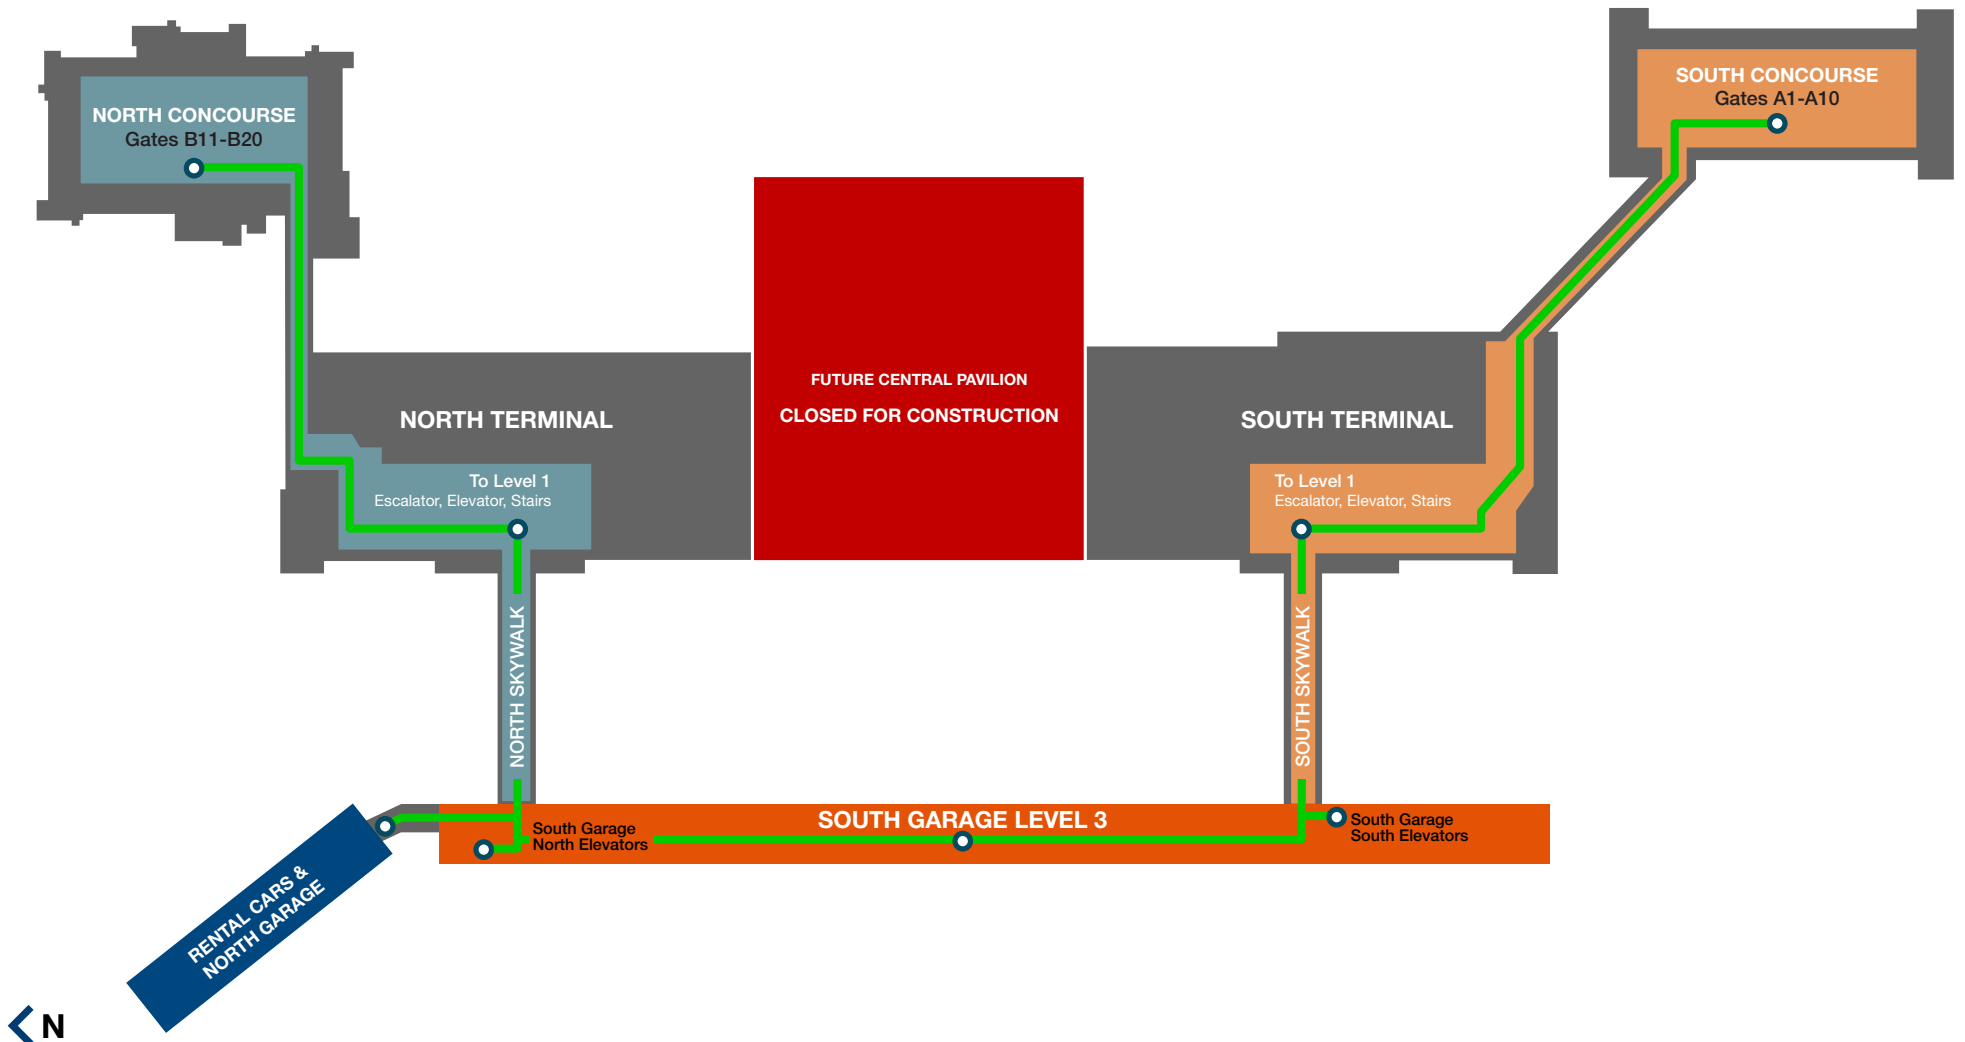 NORTH CONCOURSE
Gates B11-B20
SOUTH CONCOURSE
Gates A1-A10
FUTURE CENTRAL PAVILION
CLOSED FOR CONSTRUCTION
NORTH TERMINAL
SOUTH TERMINAL
To Level 1
Escalator, Elevator, Stairs
To Level 1
Escalator, Elevator, Stairs
NORTH SKYWALK
SOUTH SKYWALK
SOUTH GARAGE LEVEL 3
South Garage
North Elevators
South Garage
South Elevators
RENTAL CARS &
NORTH GARAGE
N